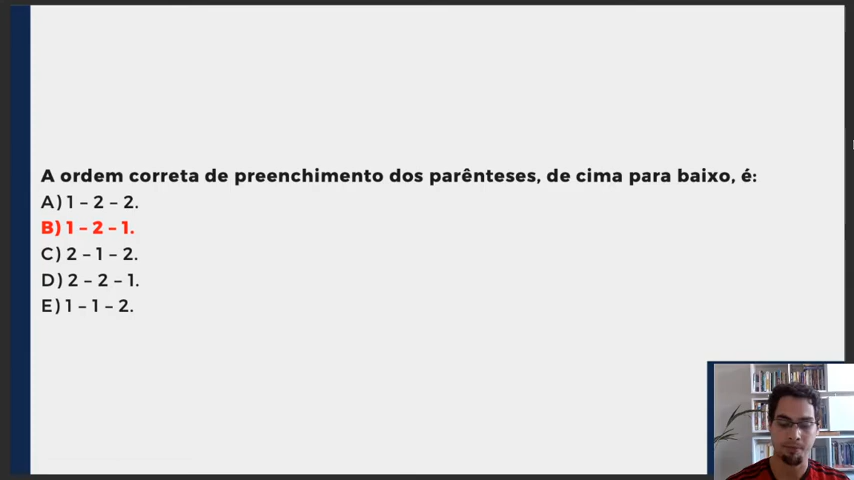 A ordem correta de preenchimento dos parênteses, de cima para baixo, é:
A) 1 – 2 – 2.
B) 1 – 2 – 1.
C) 2 – 1 – 2.
D) 2 – 2 – 1.
E) 1 – 1 – 2.